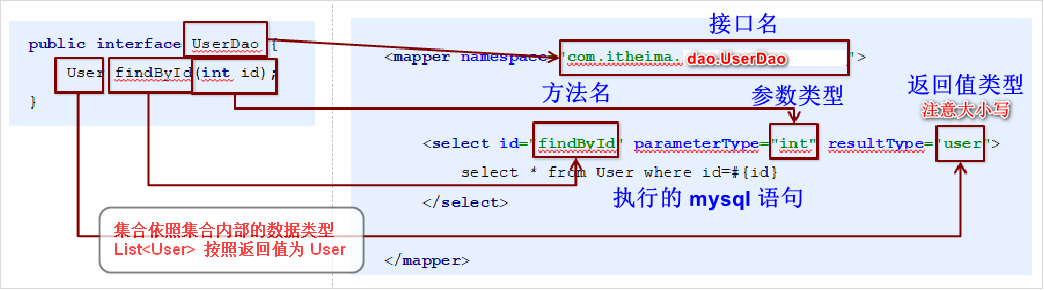 public interface UserDao {
User findById(int id);
}
集合依照集合内部的数据类型
List<User> 按照返回值为 User
接口名
<mapper namespace="com.itheima. dao.UserDao ">
方法名
参数类型
返回值类型
注意大小写
<select id="findById" parameterType="int" resultType="user">
select * from User where id=#{id}
执行的 mysql 语句
</select>
</mapper>